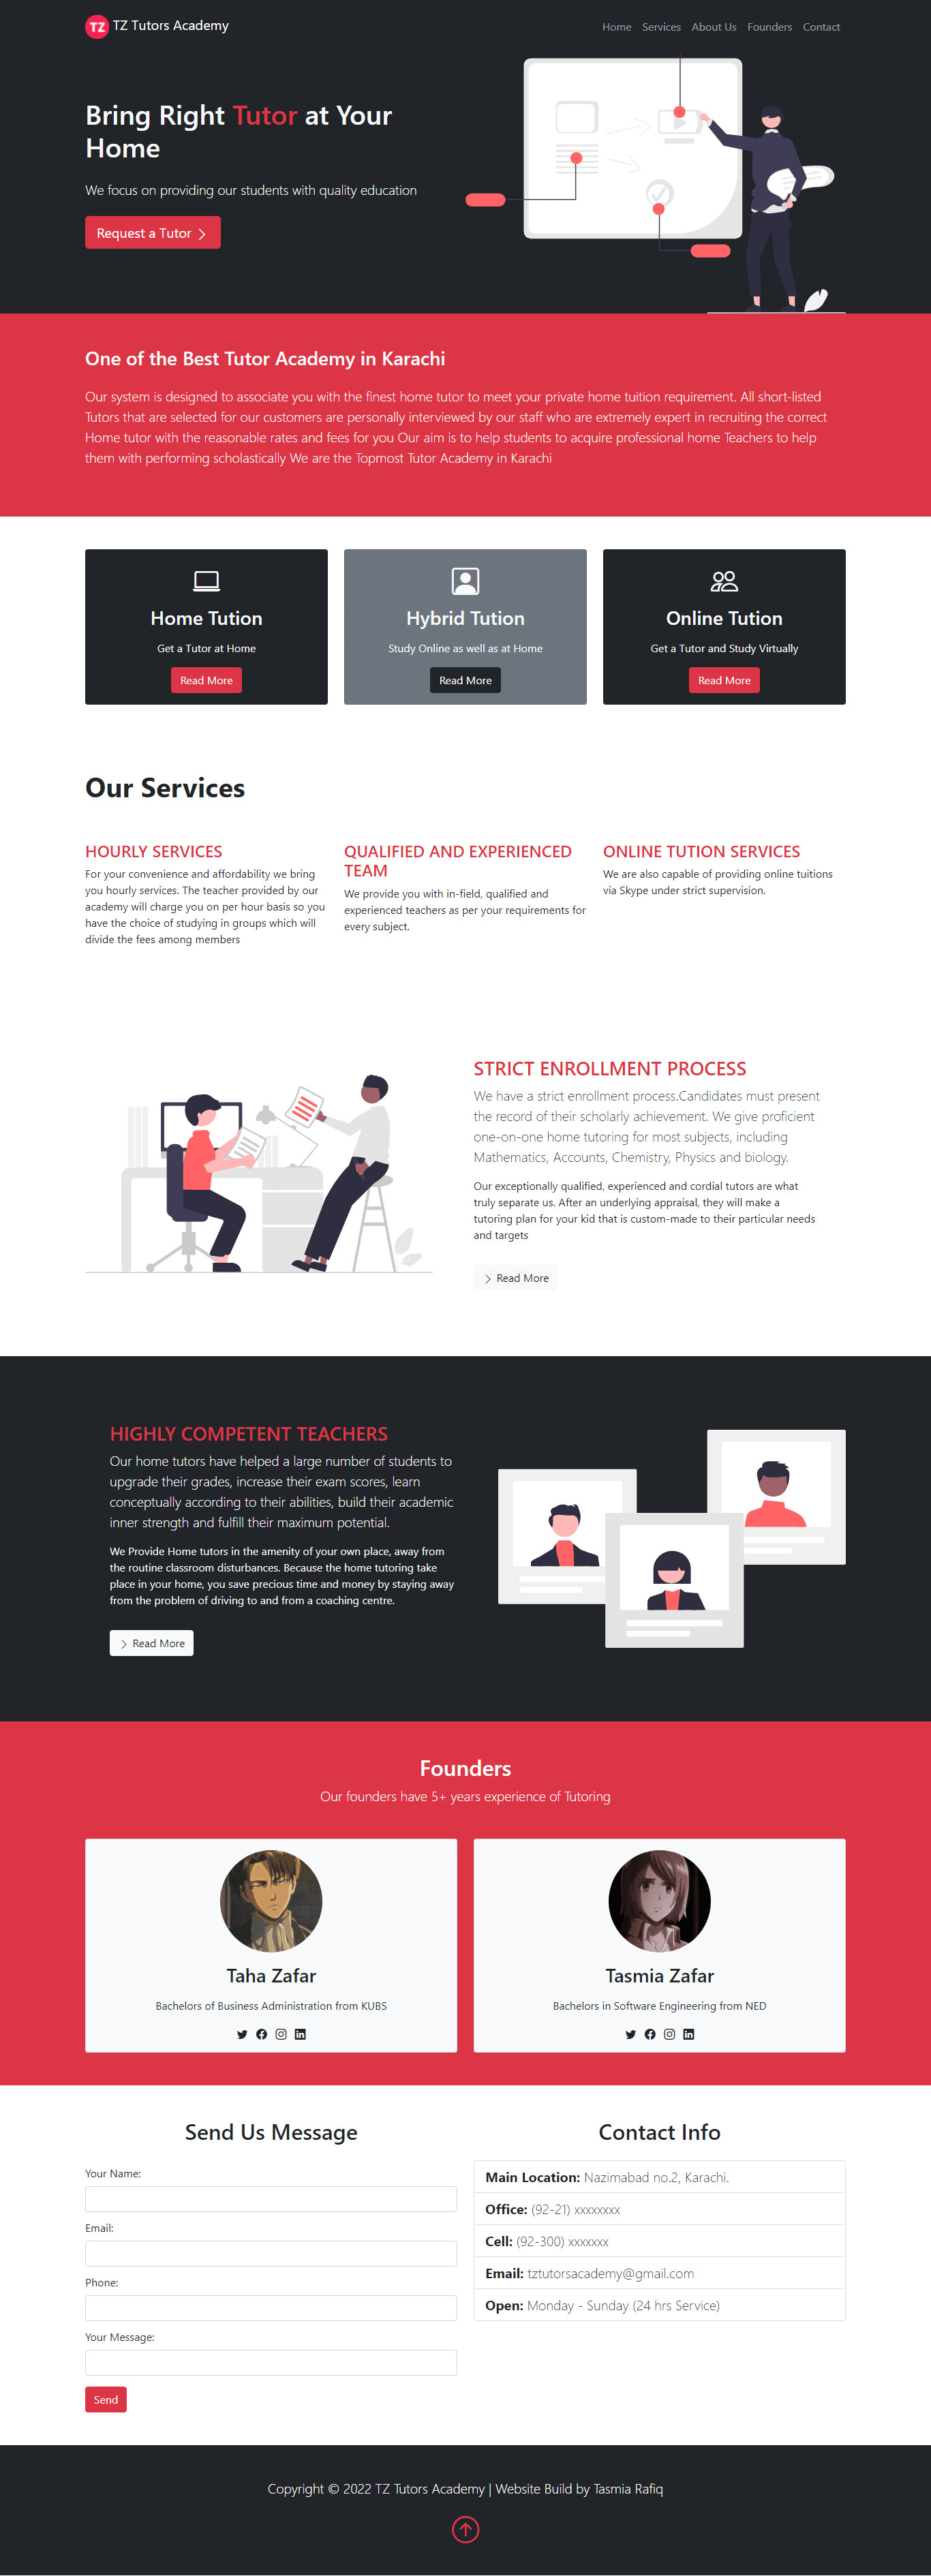 TZ TZ Tutors Academy
Home Services About Us Founders Contact
Bring Right Tutor at Your
Home
We focus on providing our students with quality education
Request a Tutor
One of the Best Tutor Academy in Karachi
Our system is designed to associate you with the finest home tutor to meet your private home tuition requirement. All short-listed
Tutors that are selected for our customers are personally interviewed by our staff who are extremely expert in recruiting the correct
Home tutor with the reasonable rates and fees for you Our aim is to help students to acquire professional home Teachers to help
them with performing scholastically We are the Topmost Tutor Academy in Karachi
Home Tution
Get a Tutor at Home
Read More
Hybrid Tution
Study Online as well as at Home
Read More
Online Tution
Get a Tutor and Study Virtually
Read More
Our Services
HOURLY SERVICES
For your convenience and affordability we bring
you hourly services. The teacher provided by our
academy will charge you on per hour basis so you
have the choice of studying in groups which will
divide the fees among members
QUALIFIED AND EXPERIENCED
TEAM
We provide you with in-field, qualified and
experienced teachers as per your requirements for
every subject.
ONLINE TUTION SERVICES
We are also capable of providing online tuitions
via Skype under strict supervision.
STRICT ENROLLMENT PROCESS
We have a strict enrollment process.Candidates must present
the record of their scholarly achievement. We give proficient
one-on-one home tutoring for most subjects, including
Mathematics, Accounts, Chemistry, Physics and biology.
Our exceptionally qualified, experienced and cordial tutors are what
truly separate us. After an underlying appraisal, they will make a
tutoring plan for your kid that is custom-made to their particular needs
and targets
Read More
HIGHLY COMPETENT TEACHERS
Our home tutors have helped a large number of students to
upgrade their grades, increase their exam scores, learn
conceptually according to their abilities, build their academic
inner strength and fulfill their maximum potential.
We Provide Home tutors in the amenity of your own place, away from
the routine classroom disturbances. Because the home tutoring take
place in your home, you save precious time and money by staying away
from the problem of driving to and from a coaching centre.
Read More
Founders
Our founders have 5+ years experience of Tutoring
Taha Zafar
Bachelors of Business Administration from KUBS
Tasmia Zafar
Bachelors in Software Engineering from NED
Send Us Message
Your Name:
Email:
Phone:
Your Message:
Send
Contact Info
Main Location: Nazimabad no.2, Karachi.
Office: (92-21) xxxxxxxx
Cell: (92-300) xxxxxxx
Email: tztutorsacademy@gmail.com
Open: Monday - Sunday (24 hrs Service)
Copyright © 2022 TZ Tutors Academy | Website Build by Tasmia Rafiq